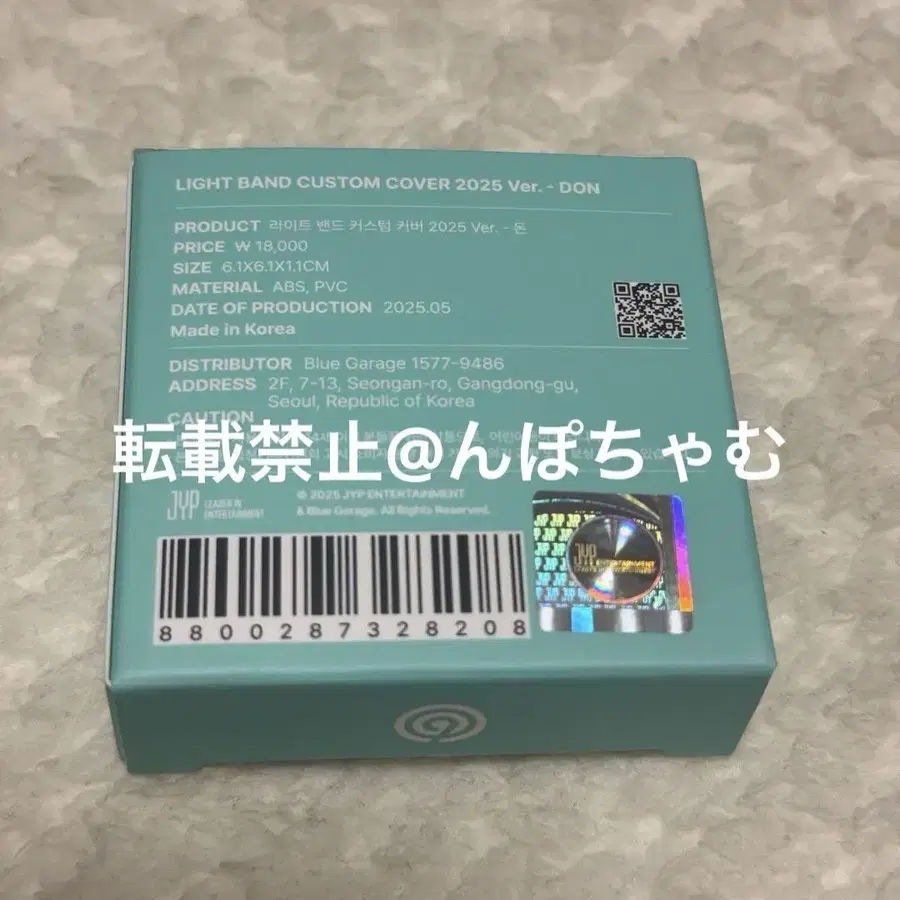 LIGHT BAND CUSTOM COVER 2025 Ver. - DON
PRODUCT 라이트 밴드 커스텀 커버 2025 Ver. - 돈
PRICE ₩ 18,000
SIZE 6.1X6.1X1.1CM
MATERIAL ABS, PVC
DATE OF PRODUCTION 2025.05
Made in Korea
DISTRIBUTOR Blue Garage 1577-9486
ADDRESS 2F, 7-13, Seongan-ro, Gangdong-gu,
Seoul, Republic of Korea
CAUTION
転載禁止@んぽちゃむ
JYP LEADER IN
ENTERTAINMENT
© 2025 JYP ENTERTAINMENT
& Blue Garage. All Rights Reserved.
JYP
ENTERTAINMENT
8800287328208